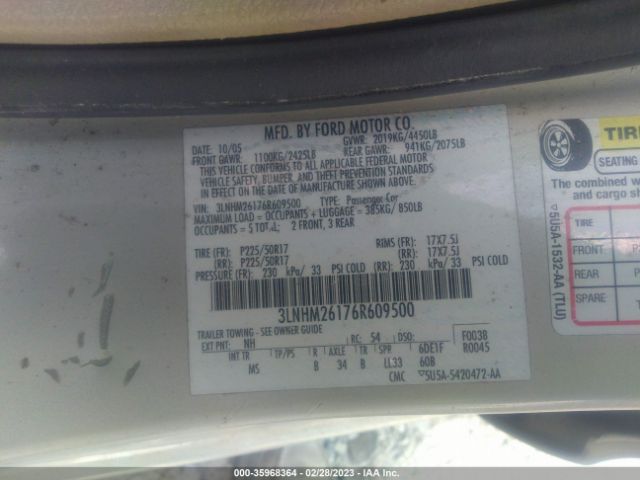 MFD. BY FORD MOTOR CO.
DATE: 10/05 GVWR: 2019KG/4450LB
FRONT GAWR: 1100KG/2425LB REAR GAWR: 941KG/2075LB
THIS VEHICLE CONFORMS TO ALL APPLICABLE FEDERAL MOTOR
VEHICLE SAFETY, BUMPER, AND THEFT PREVENTION STANDARDS
IN EFFECT ON THE DATE OF MANUFACTURE SHOWN ABOVE.
VIN: 3LNHM26176R609500 TYPE: Passenger Car
MAXIMUM LOAD = OCCUPANTS + LUGGAGE = 385KG/ 850LB
OCCUPANTS = 5 TOTAL: 2 FRONT, 3 REAR
TIRE (FR): P225/50R17 RIMS (FR): 17X7.5J
(RR): P225/50R17 (RR): 17X7.5J
PRESSURE (FR): 230 kPa/ 33 PSI COLD (RR): 230 kPa/ 33 PSI COLD
3LNHM26176R609500
TRAILER TOWING - SEE OWNER GUIDE
EXT PNT: NH RC: 54 DSO: F003B
R0045
INT TR TP/PS R AXLE TR SPR 6DE1F
MS B 34 B LL33 60B
CMC 5U5A-5420472-AA
TIRE
SEATING
The combined w
and cargo sh
TIRE
FRONT P
REAR P
SPARE T
5U5A-1532-AA (TLU)
000-35968364 02/28/2023 IAA Inc.